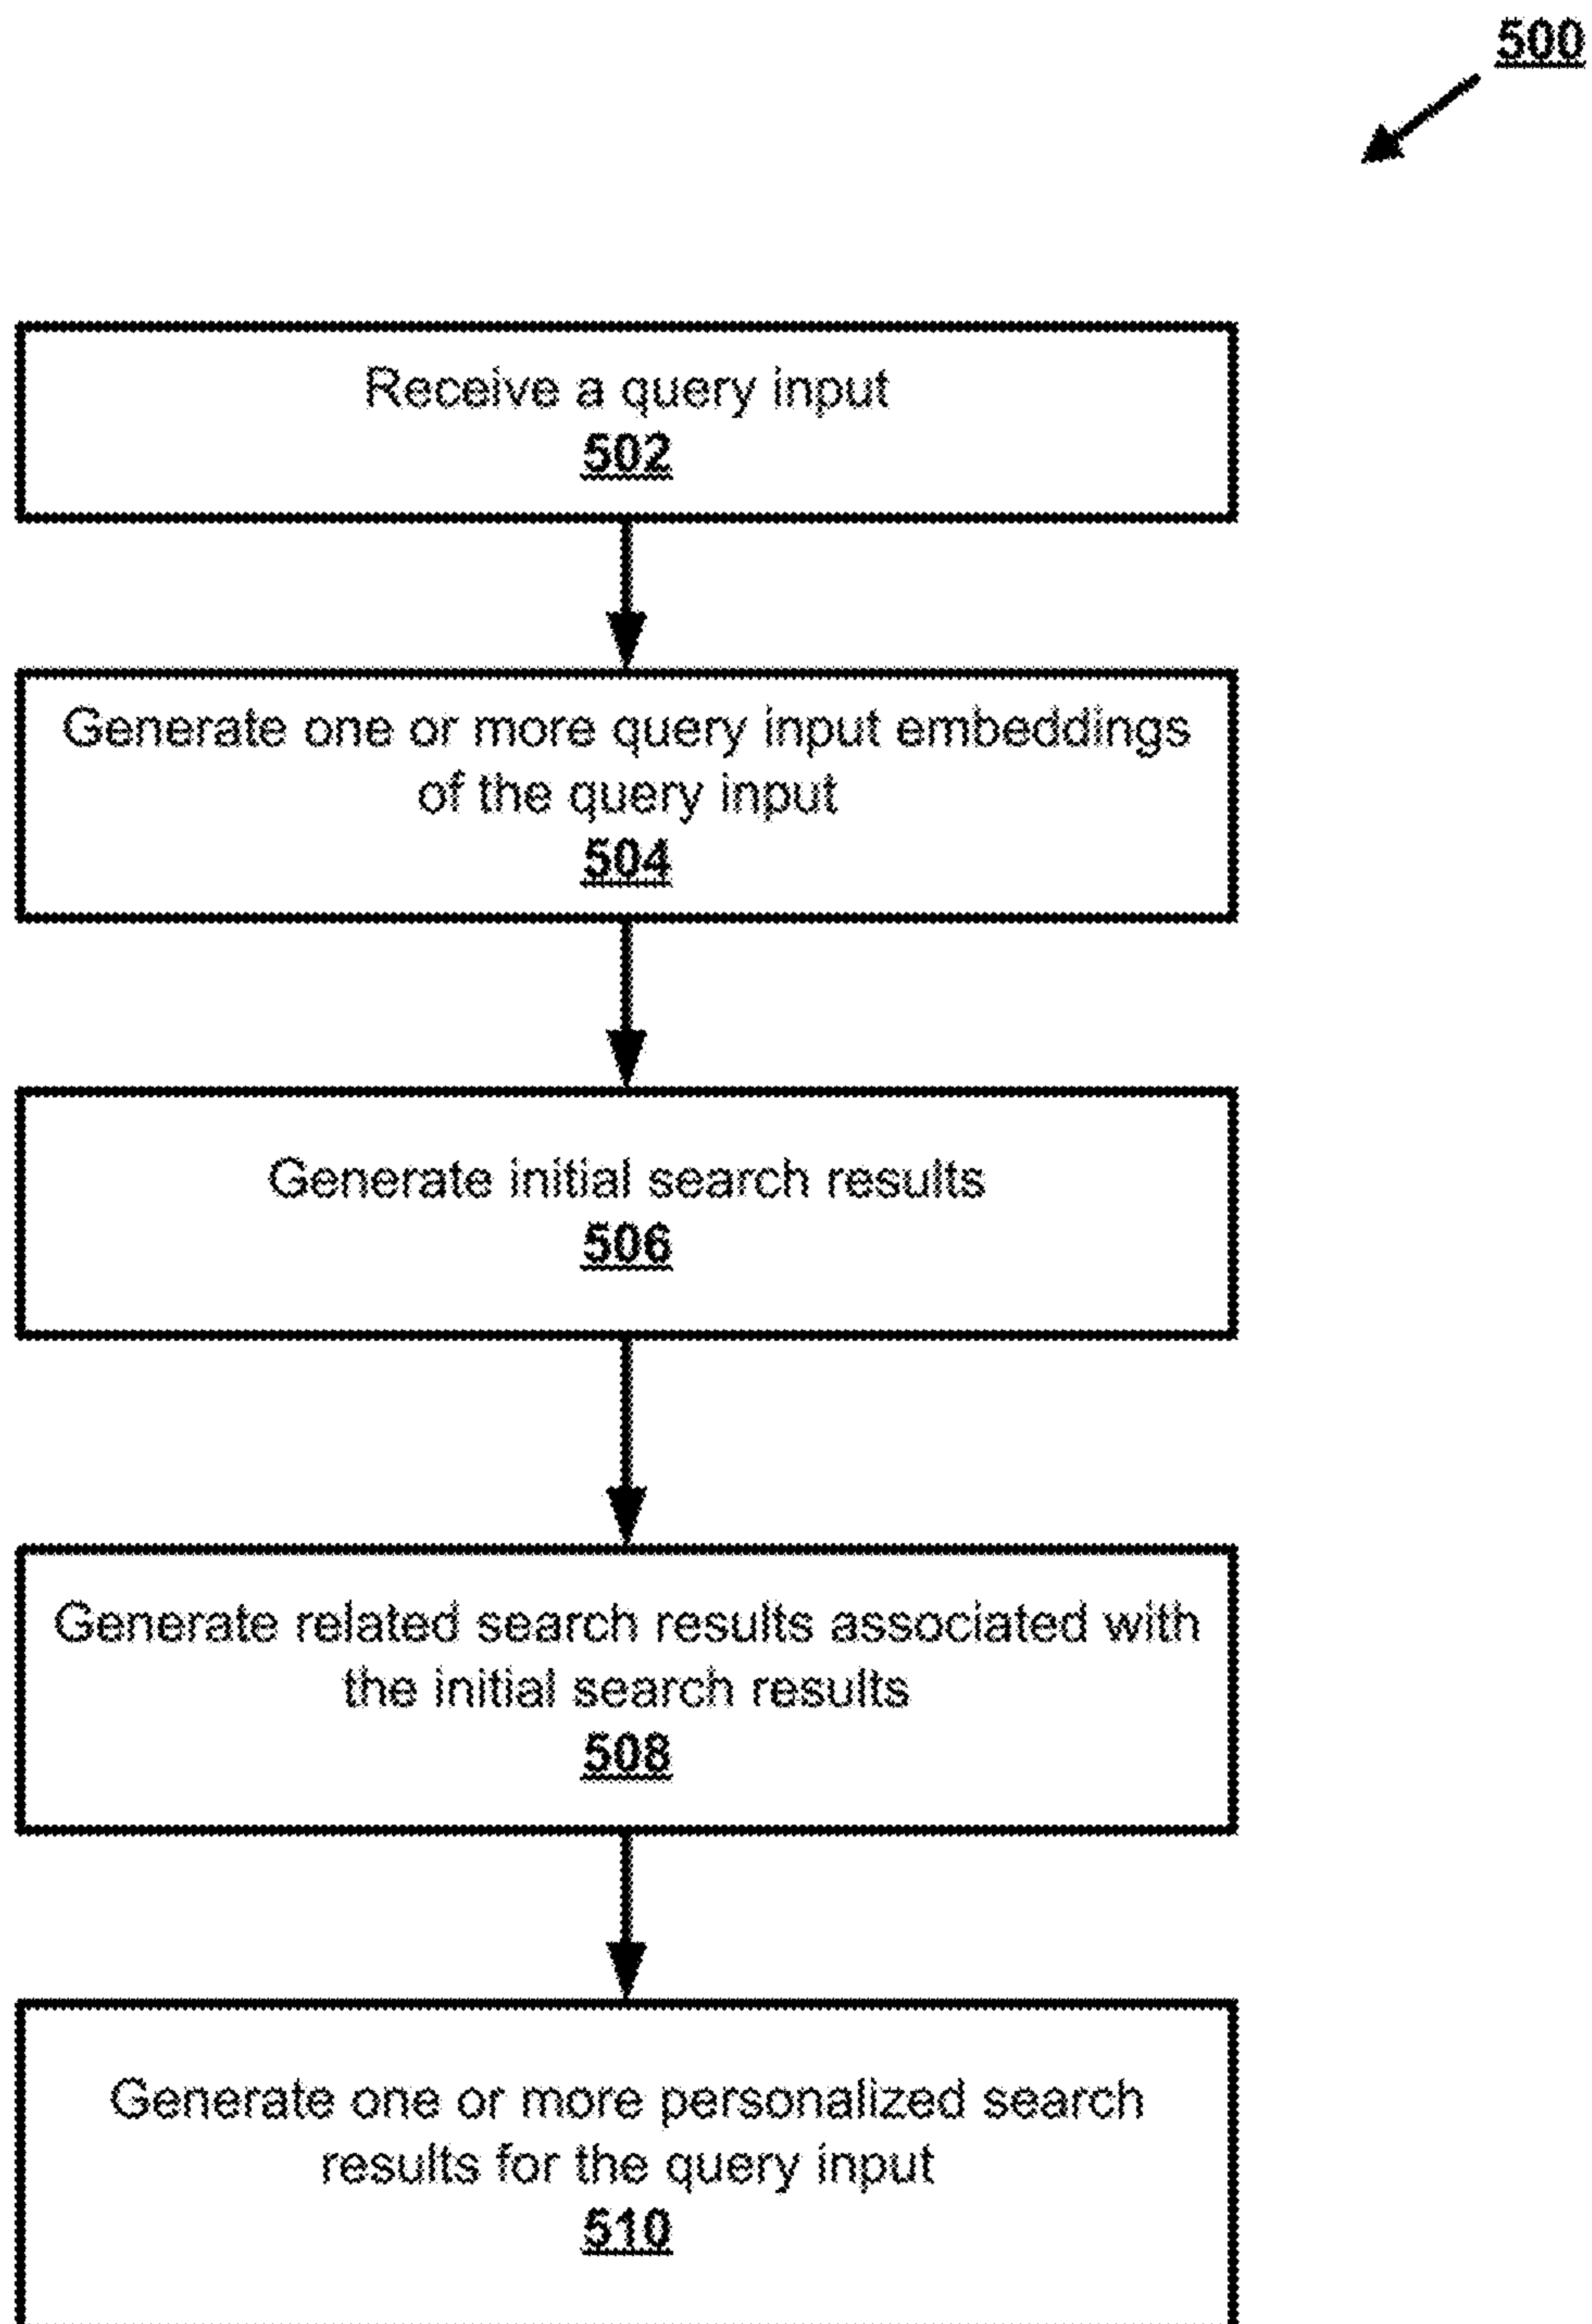 500
Receive a query input
502
Generate one or more query input embeddings
of the query input
504
Generate initial search results
506
Generate related search results associated with
the initial search results
508
Generate one or more personalized search
results for the query input
510